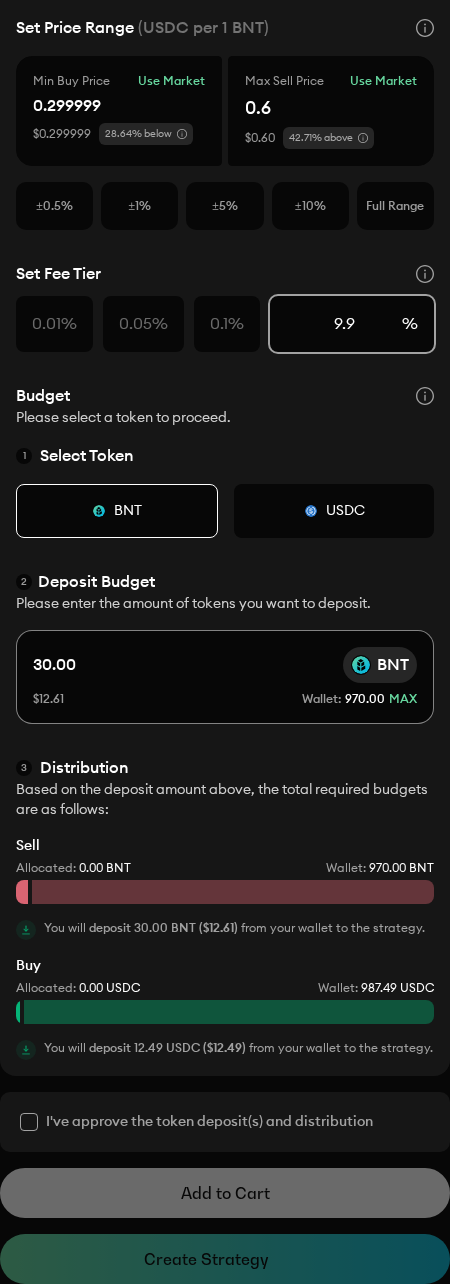 Set Price Range (USDC per 1 BNT)
Min Buy Price Use Market
0.299999
$0.299999 28.64% below
Max Sell Price Use Market
0.6
$0.60 42.71% above
±0.5% ±1% ±5% ±10% Full Range
Set Fee Tier
0.01% 0.05% 0.1% 9.9 %
Budget
Please select a token to proceed.
1 Select Token
BNT USDC
2 Deposit Budget
Please enter the amount of tokens you want to deposit.
30.00 BNT
$12.61 Wallet: 970.00 MAX
3 Distribution
Based on the deposit amount above, the total required budgets
are as follows:
Sell
Allocated: 0.00 BNT Wallet: 970.00 BNT
You will deposit 30.00 BNT ($12.61) from your wallet to the strategy.
Buy
Allocated: 0.00 USDC Wallet: 987.49 USDC
You will deposit 12.49 USDC ($12.49) from your wallet to the strategy.
I've approve the token deposit(s) and distribution
Add to Cart
Create Strategy